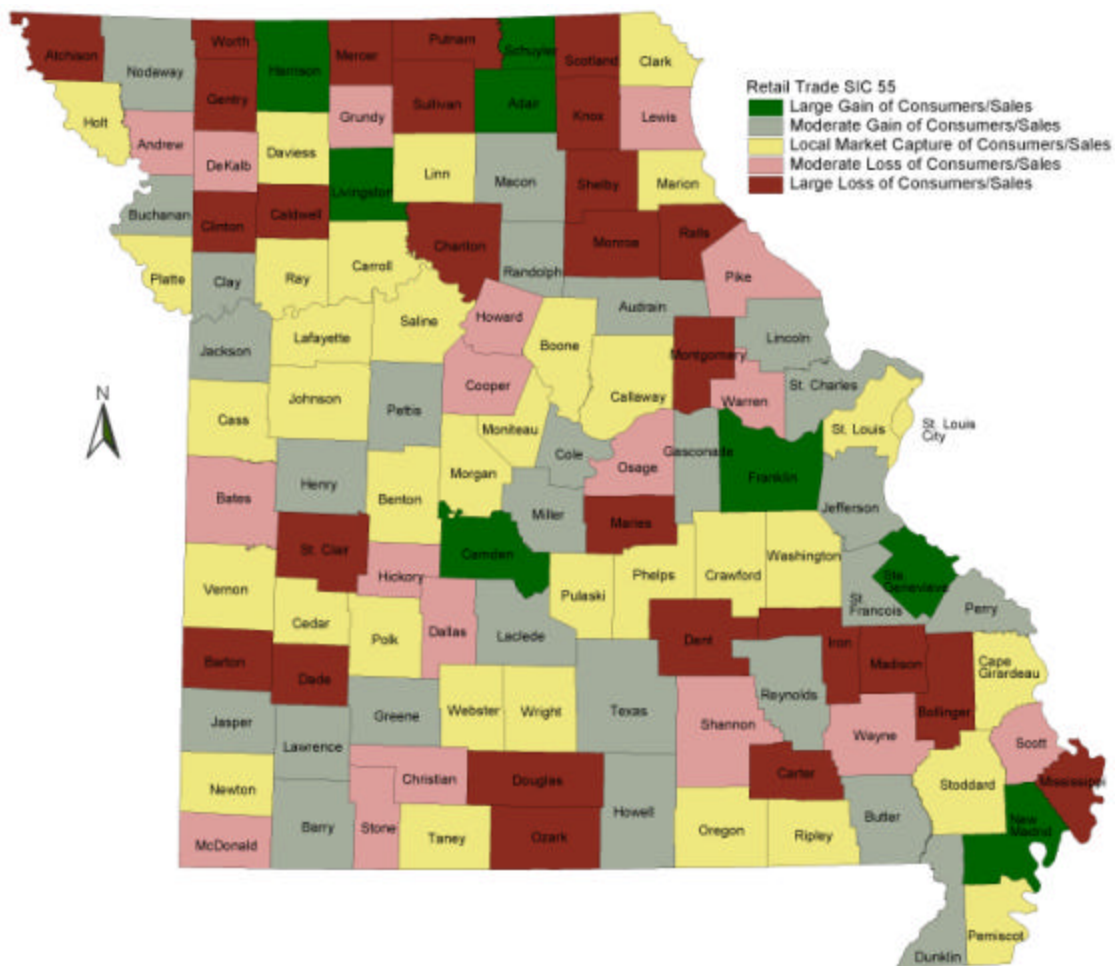 Retail Trade SIC 55
Large Gain of Consumers/Sales
Moderate Gain of Consumers/Sales
Local Market Capture of Consumers/Sales
Moderate Loss of Consumers/Sales
Large Loss of Consumers/Sales
N
Atchison
Nodaway
Worth
Harrison
Mercer
Putnam
Schuyler
Scotland
Clark
Holt
Andrew
Gentry
DeKalb
Daviess
Grundy
Sullivan
Adair
Knox
Lewis
Buchanan
Clinton
Caldwell
Livingston
Linn
Macon
Shelby
Marion
Platte
Clay
Ray
Carroll
Chariton
Randolph
Monroe
Ralls
Pike
Jackson
Lafayette
Saline
Howard
Boone
Audrain
Callaway
Montgomery
Lincoln
Warren
St. Charles
St. Louis
St. Louis
City
Cass
Johnson
Pettis
Cooper
Moniteau
Morgan
Cole
Osage
Gasconade
Franklin
Jefferson
Bates
Henry
Benton
Miller
Maries
St. Clair
Hickory
Camden
Pulaski
Phelps
Crawford
Washington
St.
Francois
Ste.
Genevieve
Perry
Vernon
Cedar
Polk
Dallas
Laclede
Dent
Iron
Madison
Bollinger
Cape
Girardeau
Barton
Dade
Jasper
Lawrence
Greene
Webster
Wright
Texas
Shannon
Reynolds
Wayne
Scott
Mississippi
Newton
McDonald
Barry
Stone
Christian
Taney
Douglas
Ozark
Howell
Oregon
Carter
Ripley
Butler
Stoddard
New
Madrid
Pemiscot
Dunklin